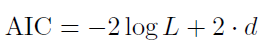 AIC = −2 log L + 2 · d